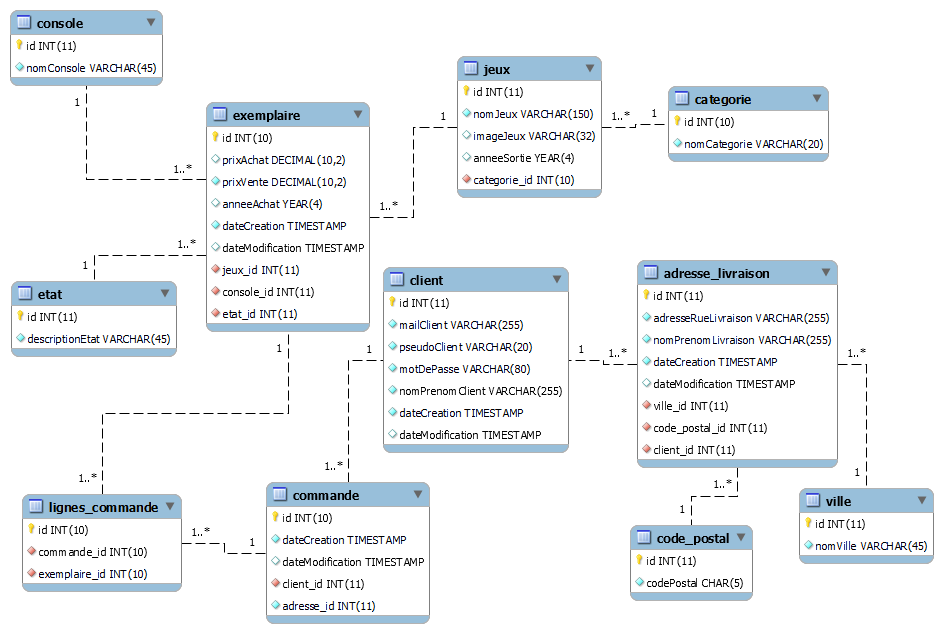 console
id INT(11)
nomConsole VARCHAR(45)
1
1..*
exemplaire
id INT(10)
prixAchat DECIMAL(10,2)
prixVente DECIMAL(10,2)
anneeAchat YEAR(4)
dateCreation TIMESTAMP
dateModification TIMESTAMP
jeux_id INT(11)
console_id INT(11)
etat_id INT(11)
1
1..*
jeux
id INT(11)
nomJeux VARCHAR(150)
imageJeux VARCHAR(32)
anneeSortie YEAR(4)
categorie_id INT(10)
1..*
1
categorie
id INT(10)
nomCategorie VARCHAR(20)
1..*
1
etat
id INT(11)
descriptionEtat VARCHAR(45)
client
id INT(11)
mailClient VARCHAR(255)
pseudoClient VARCHAR(20)
motDePasse VARCHAR(80)
nomPrenomClient VARCHAR(255)
dateCreation TIMESTAMP
dateModification TIMESTAMP
1
1..*
adresse_livraison
id INT(11)
adresseRueLivraison VARCHAR(255)
nomPrenomLivraison VARCHAR(255)
dateCreation TIMESTAMP
dateModification TIMESTAMP
ville_id INT(11)
code_postal_id INT(11)
client_id INT(11)
1..*
1
1
1
1..*
1..*
1..*
1
lignes_commande
id INT(10)
commande_id INT(10)
exemplaire_id INT(10)
1..*
1
commande
id INT(10)
dateCreation TIMESTAMP
dateModification TIMESTAMP
client_id INT(11)
adresse_id INT(11)
code_postal
id INT(11)
codePostal CHAR(5)
ville
id INT(11)
nomVille VARCHAR(45)